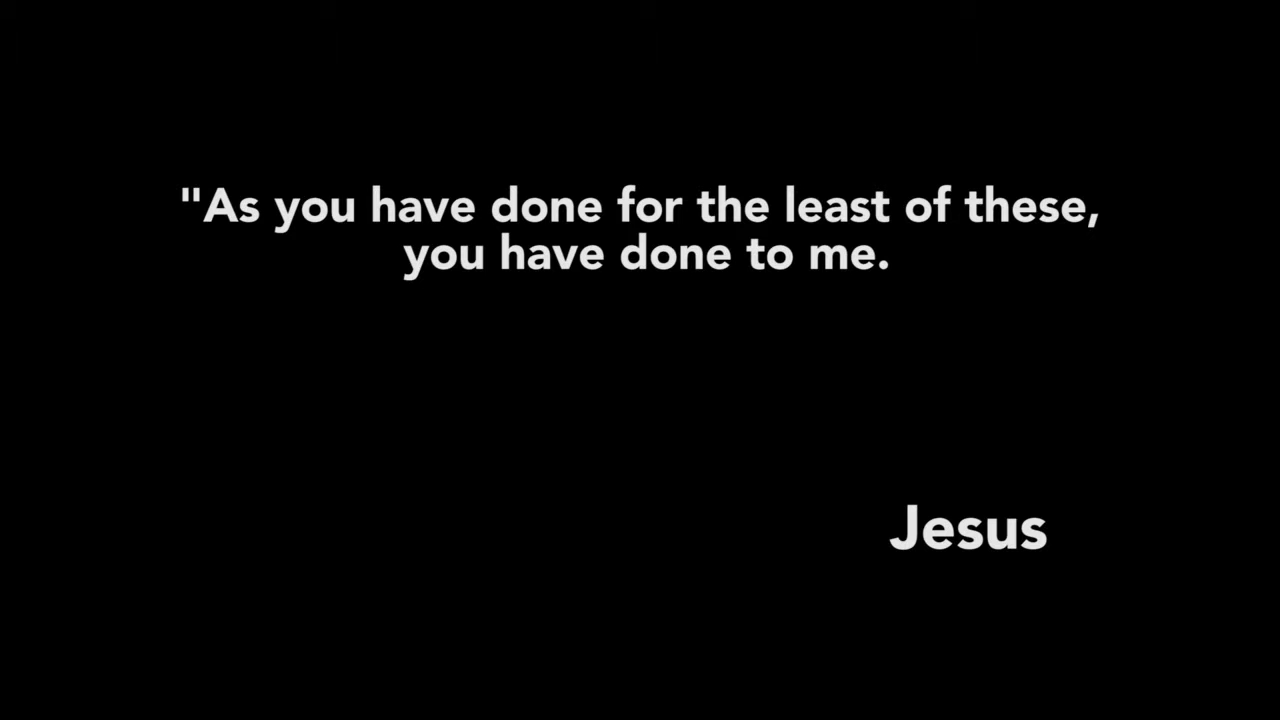 "As you have done for the least of these,
you have done to me.
Jesus